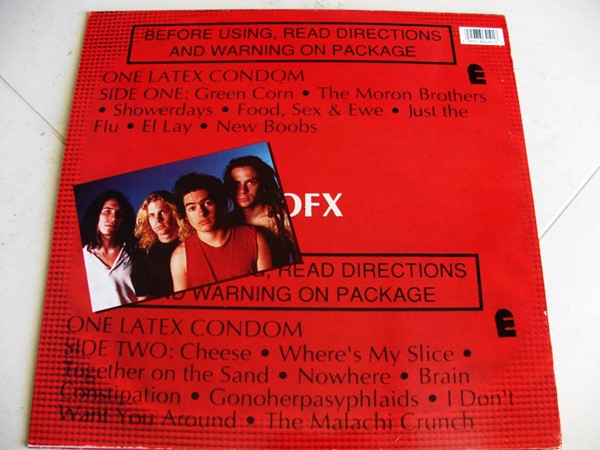 BEFORE USING, READ DIRECTIONS
AND WARNING ON PACKAGE
ONE LATEX CONDOM
SIDE ONE: Green Corn • The Moron Brothers
• Showerdays • Food, Sex & Ewe • Just the
Flu • El Lay • New Boobs
E
OFX
READ DIRECTIONS
WARNING ON PACKAGE
ONE LATEX CONDOM
E
SIDE TWO: Cheese • Where's My Slice •
Together on the Sand • Nowhere • Brain
Constipation • Gonoherpasyphlaids • I Don't
Want You Around • The Malachi Crunch